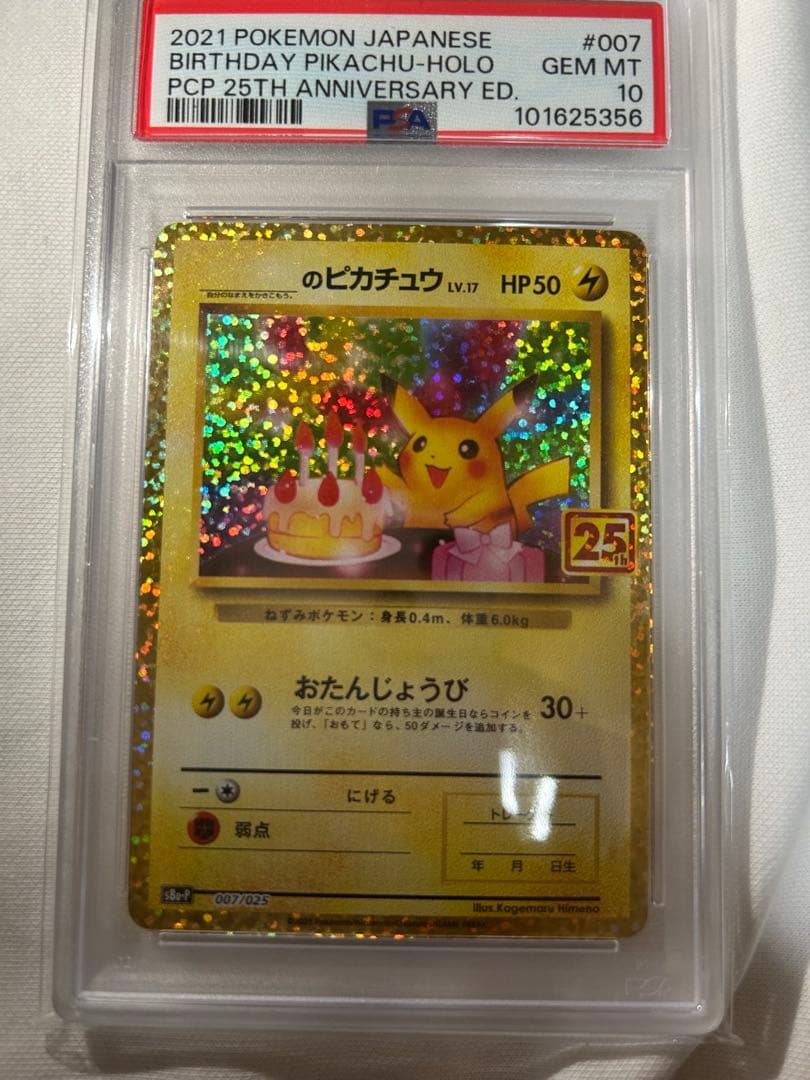 2021 POKEMON JAPANESE #007
BIRTHDAY PIKACHU-HOLO GEM MT
PCP 25TH ANNIVERSARY ED. 10
PSA 101625356
のピカチュウ LV.17 HP50
自分のなまえをかきこもう。
25th
ねずみポケモン：身長0.4m、体重6.0kg
おたんじょうび 30+
今日がこのカードの持ち主の誕生日ならコインを
投げ、「おもて」なら、50ダメージを追加する。
ー にげる
弱点
年 月 日生
s8a-P 007/025
Illus.Kagemaru Himeno